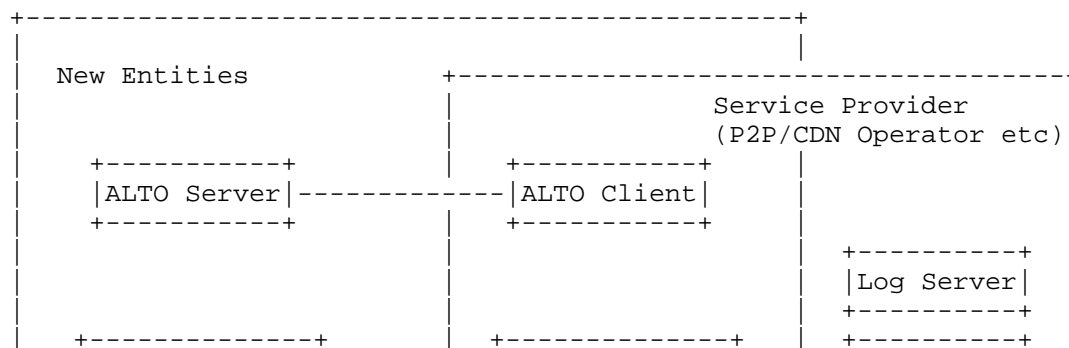 New Entities
Service Provider
(P2P/CDN Operator etc)
ALTO Server
ALTO Client
Log Server